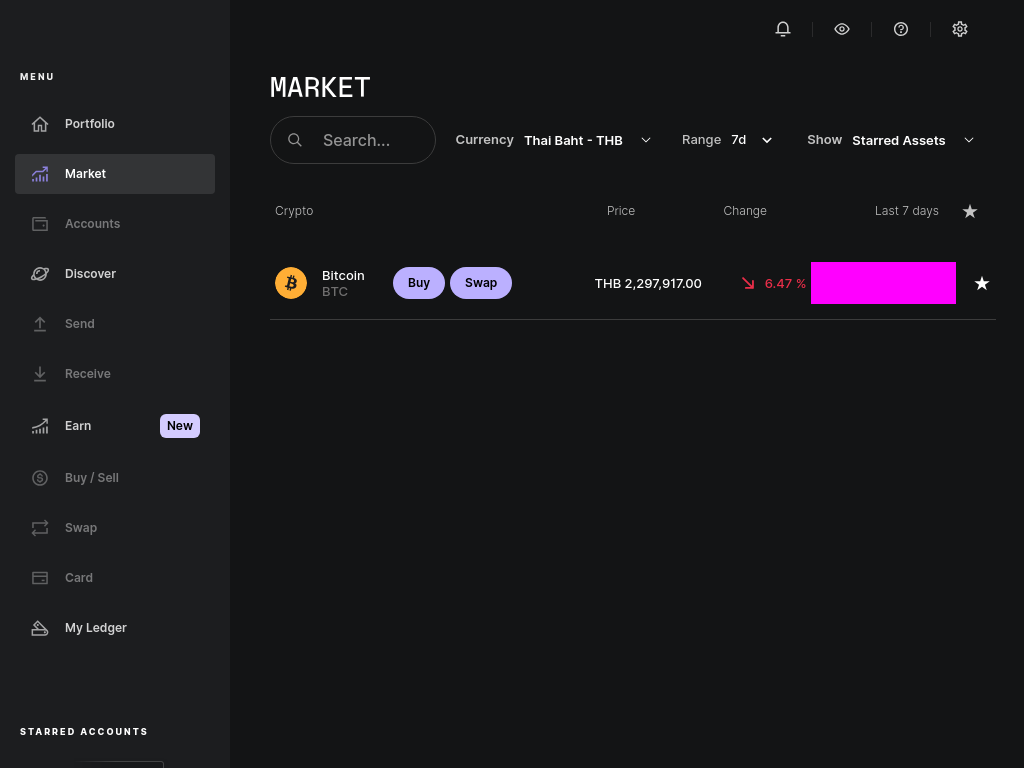 MENU
Portfolio
Market
Accounts
Discover
Send
Receive
Earn New
Buy / Sell
Swap
Card
My Ledger
STARRED ACCOUNTS
MARKET
Search...
Currency Thai Baht - THB
Range 7d
Show Starred Assets
Crypto Price Change Last 7 days
Bitcoin
BTC
Buy Swap
THB 2,297,917.00 6.47 %